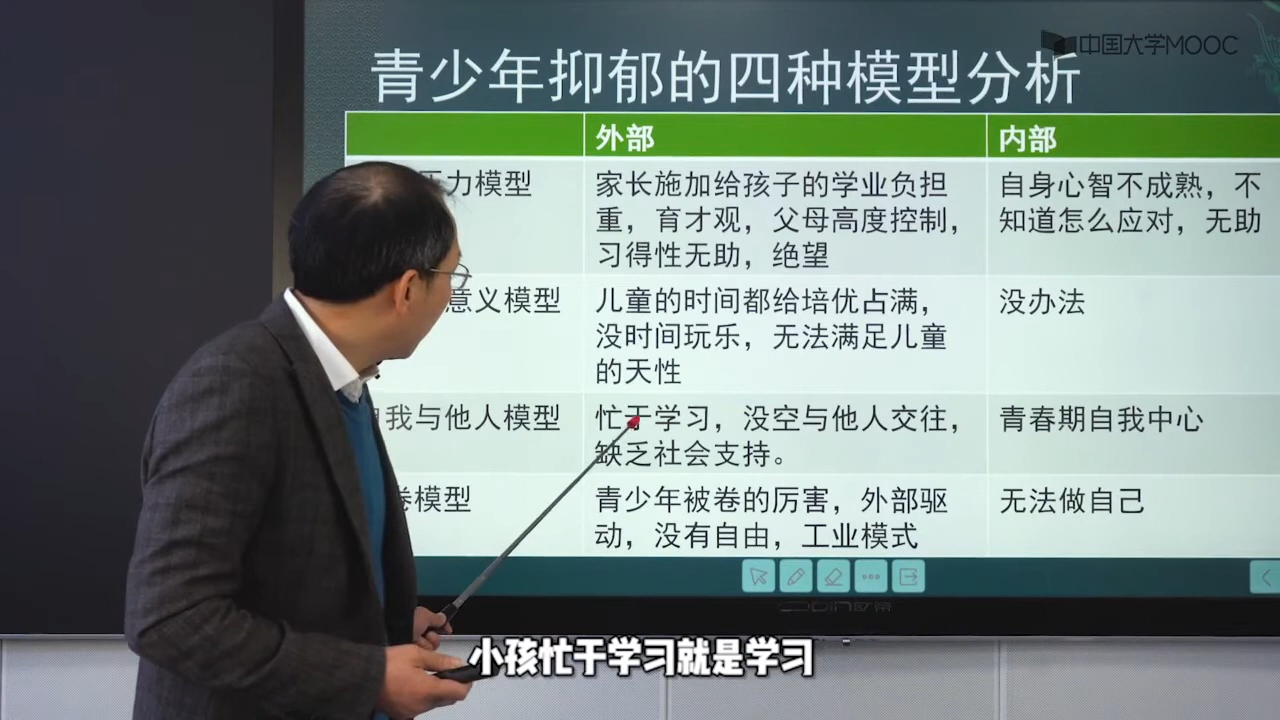 中国大学MOOC
青少年抑郁的四种模型分析
外部
内部
压力模型
家长施加给孩子的学业负担
重，育才观，父母高度控制，
习得性无助，绝望
自身心智不成熟，不
知道怎么应对，无助
意义模型
儿童的时间都给培优占满，
没时间玩乐，无法满足儿童
的天性
没办法
自我与他人模型
忙于学习，没空与他人交往，
缺乏社会支持。
青春期自我中心
卷模型
青少年被卷的厉害，外部驱
动，没有自由，工业模式
无法做自己
小孩忙于学习就是学习